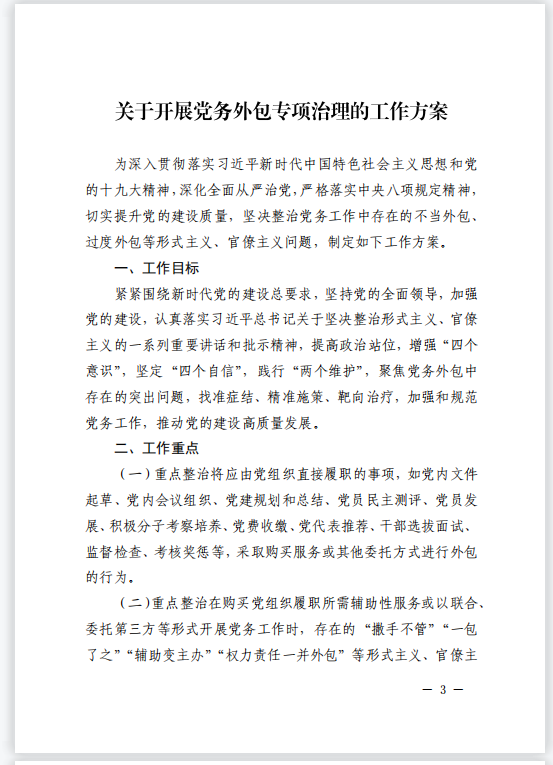 关于开展党务外包专项治理的工作方案
为深入贯彻落实习近平新时代中国特色社会主义思想和党
的十九大精神，深化全面从严治党，严格落实中央八项规定精神，
切实提升党的建设质量，坚决整治党务工作中存在的不当外包、
过度外包等形式主义、官僚主义问题，制定如下工作方案。
一、工作目标
紧紧围绕新时代党的建设总要求，坚持党的全面领导，加强
党的建设，认真落实习近平总书记关于坚决整治形式主义、官僚
主义的一系列重要讲话和批示精神，提高政治站位，增强“四个
意识”，坚定“四个自信”，践行“两个维护”，聚焦党务外包中
存在的突出问题，找准症结、精准施策、靶向治疗，加强和规范
党务工作，推动党的建设高质量发展。
二、工作重点
（一）重点整治将应由党组织直接履职的事项，如党内文件
起草、党内会议组织、党建规划和总结、党员民主测评、党员发
展、积极分子考察培养、党费收缴、党代表推荐、干部选拔面试、
监督检查、考核奖惩等，采取购买服务或其他委托方式进行外包
的行为。
（二）重点整治在购买党组织履职所需辅助性服务或以联合、
委托第三方等形式开展党务工作时，存在的“撒手不管”“一包
了之”“辅助变主办”“权力责任一并外包”等形式主义、官僚主
— 3 —